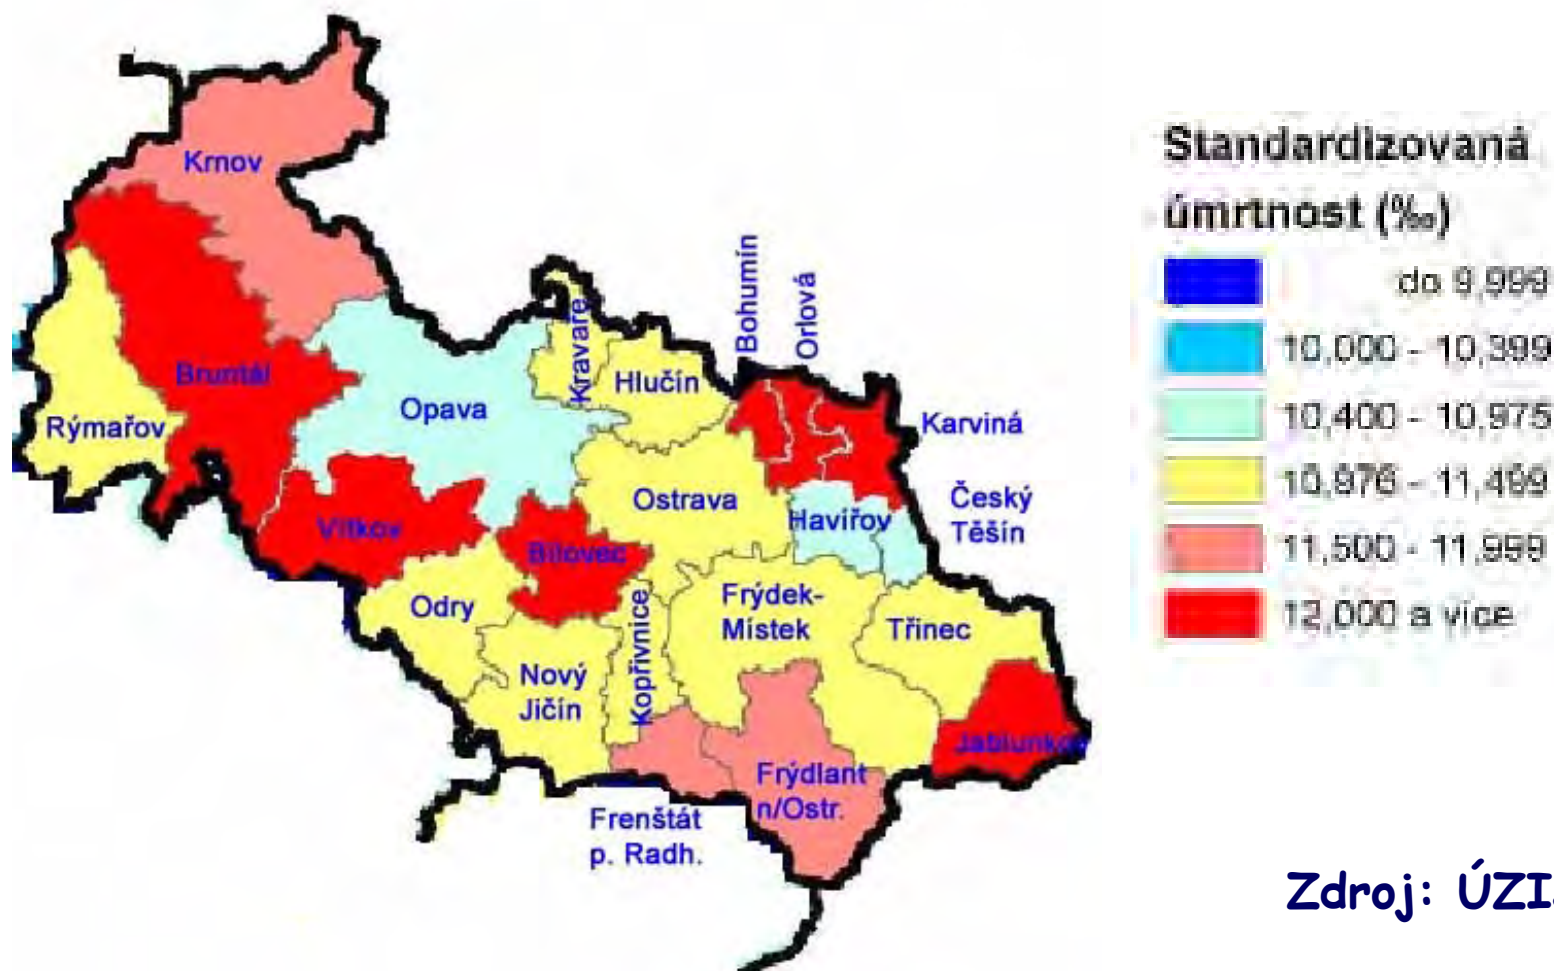 Krnov
Bruntál
Rýmařov
Opava
Kravaře
Hlučín
Bohumín
Orlová
Karviná
Český
Těšín
Ostrava
Havířov
Vítkov
Bílovec
Odry
Nový
Jičín
Kopřivnice
Frýdek-
Místek
Třinec
Jablunkov
Frýdlant
n/Ostr.
Frenštát
p. Radh.
Standardizovaná
úmrtnost (‰)
do 9,999
10,000 - 10,399
10,400 - 10,975
10,976 - 11,499
11,500 - 11,999
12,000 a více
Zdroj: ÚZI